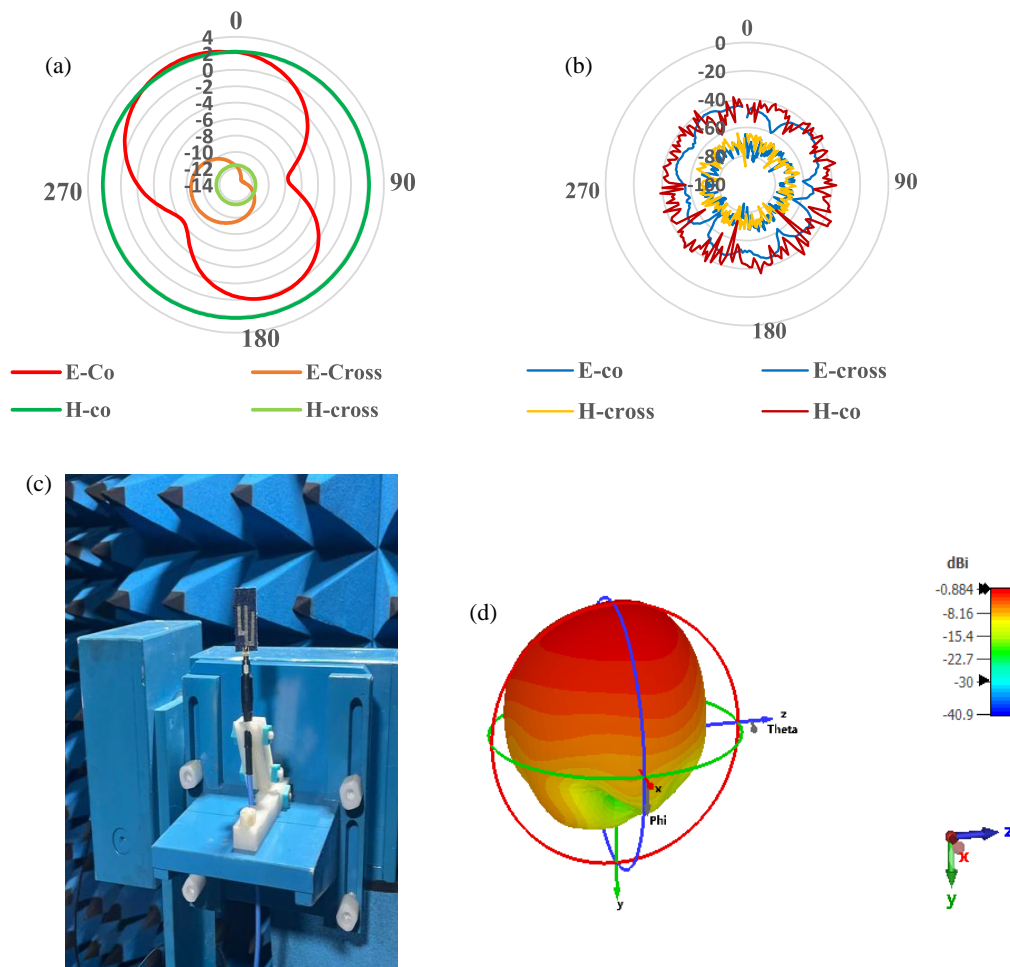 (a)
0
4
2
0
-2
-4
-6
-8
-10
-12
-14
270
90
180
E-Co
E-Cross
H-co
H-cross
(b)
0
0
-20
-40
-60
-80
-100
270
90
180
E-co
E-cross
H-cross
H-co
(c)
(d)
dBi
-0.884
-8.16
-15.4
-22.7
-30
-40.9
z
Theta
x
Phi
y
z
x
y